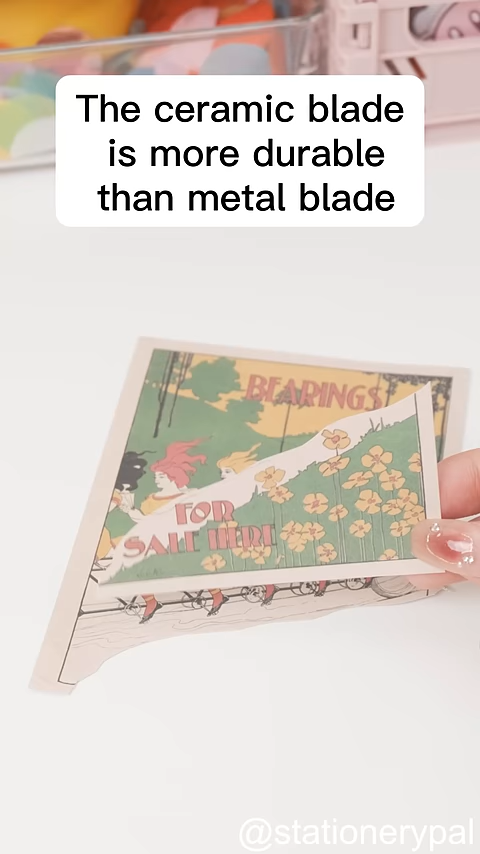 The ceramic blade
is more durable
than metal blade
BEARINGS
FOR
SALE HERE
@stationerypal